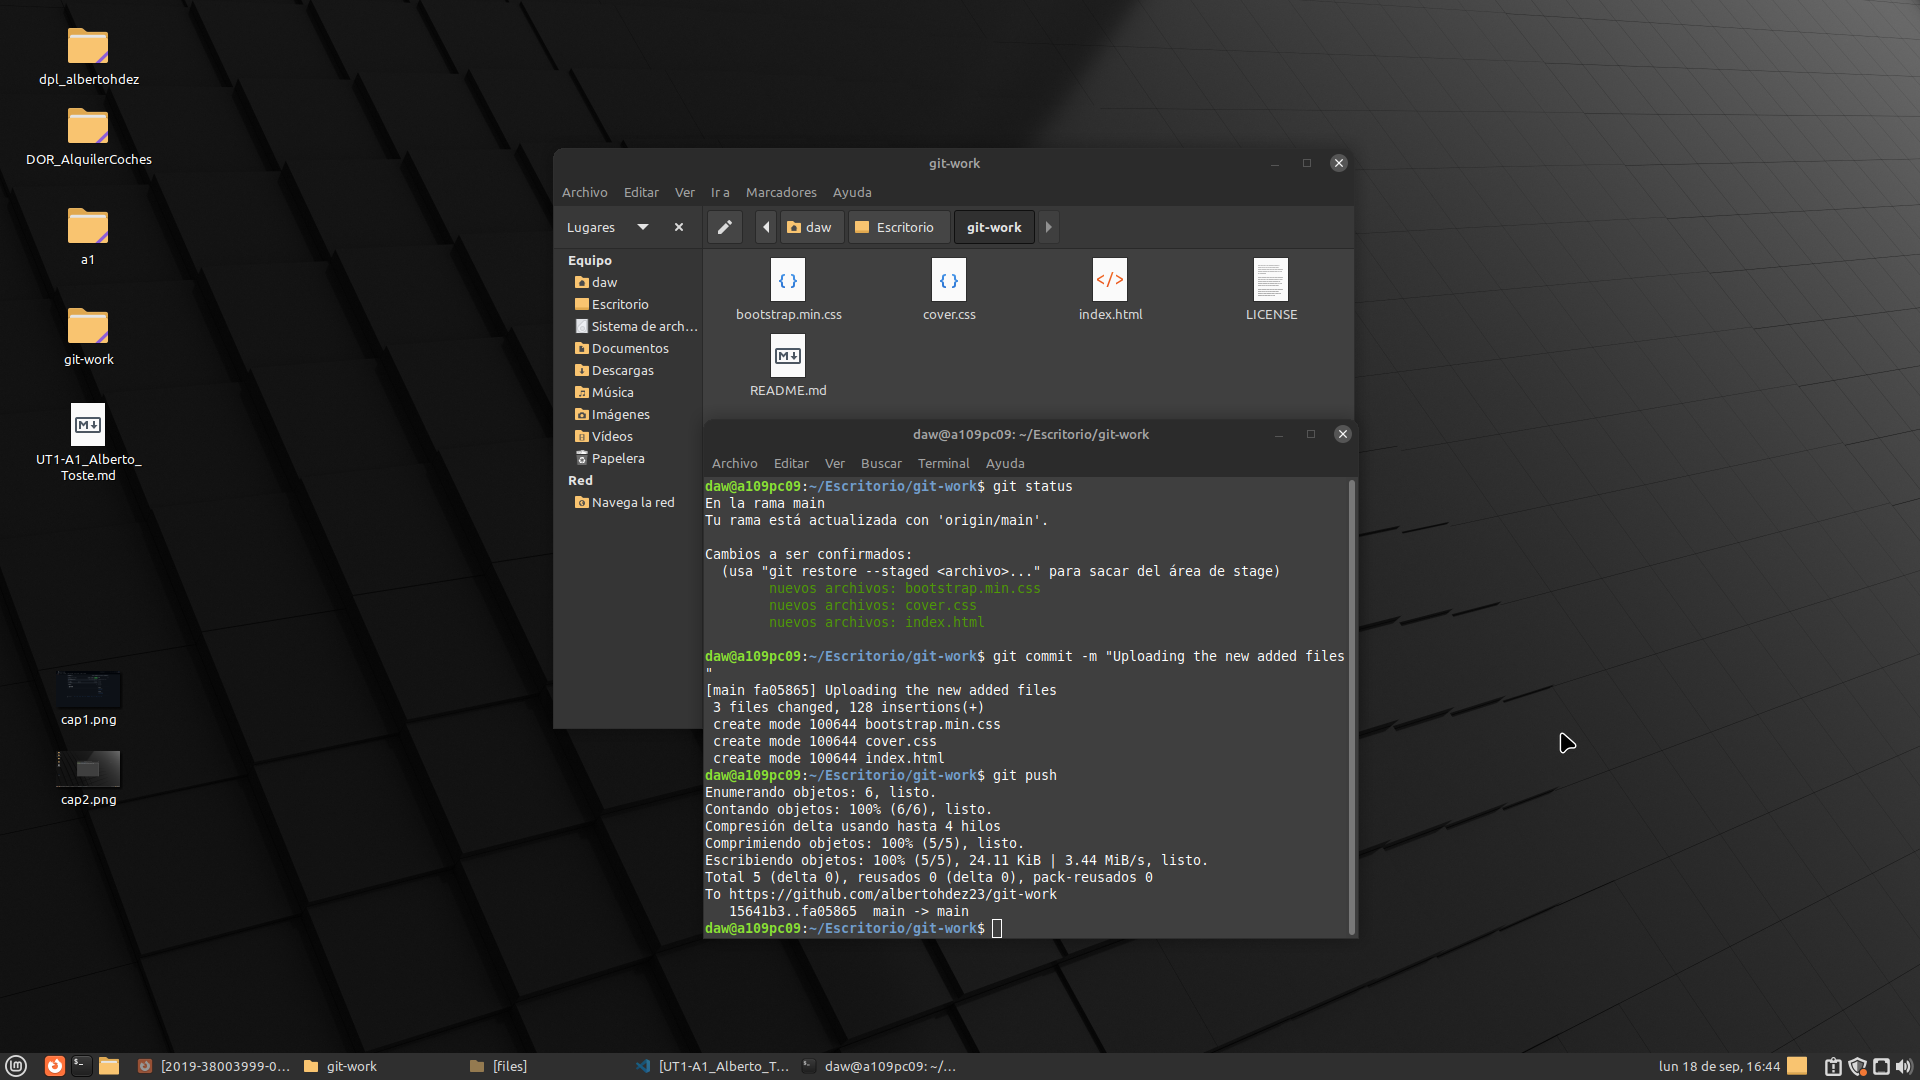 dpl_albertohdez
DOR_AlquilerCoches
a1
git-work
UT1-A1_Alberto_
Toste.md
cap1.png
cap2.png
git-work
Archivo Editar Ver Ir a Marcadores Ayuda
Lugares
daw Escritorio git-work
Equipo
daw
Escritorio
Sistema de arch...
Documentos
Descargas
Música
Imágenes
Vídeos
Papelera
Red
Navega la red
bootstrap.min.css cover.css index.html LICENSE
README.md
daw@a109pc09: ~/Escritorio/git-work
Archivo Editar Ver Buscar Terminal Ayuda
daw@a109pc09:~/Escritorio/git-work$ git status
En la rama main
Tu rama está actualizada con 'origin/main'.
Cambios a ser confirmados:
(usa "git restore --staged <archivo>..." para sacar del área de stage)
nuevos archivos: bootstrap.min.css
nuevos archivos: cover.css
nuevos archivos: index.html
daw@a109pc09:~/Escritorio/git-work$ git commit -m "Uploading the new added files
"
[main fa05865] Uploading the new added files
3 files changed, 128 insertions(+)
create mode 100644 bootstrap.min.css
create mode 100644 cover.css
create mode 100644 index.html
daw@a109pc09:~/Escritorio/git-work$ git push
Enumerando objetos: 6, listo.
Contando objetos: 100% (6/6), listo.
Compresión delta usando hasta 4 hilos
Comprimiendo objetos: 100% (5/5), listo.
Escribiendo objetos: 100% (5/5), 24.11 KiB | 3.44 MiB/s, listo.
Total 5 (delta 0), reusados 0 (delta 0), pack-reusados 0
To https://github.com/albertohdez23/git-work
15641b3..fa05865 main -> main
daw@a109pc09:~/Escritorio/git-work$
[2019-38003999-0... git-work [files] [UT1-A1_Alberto_T... daw@a109pc09: ~/... lun 18 de sep, 16:44